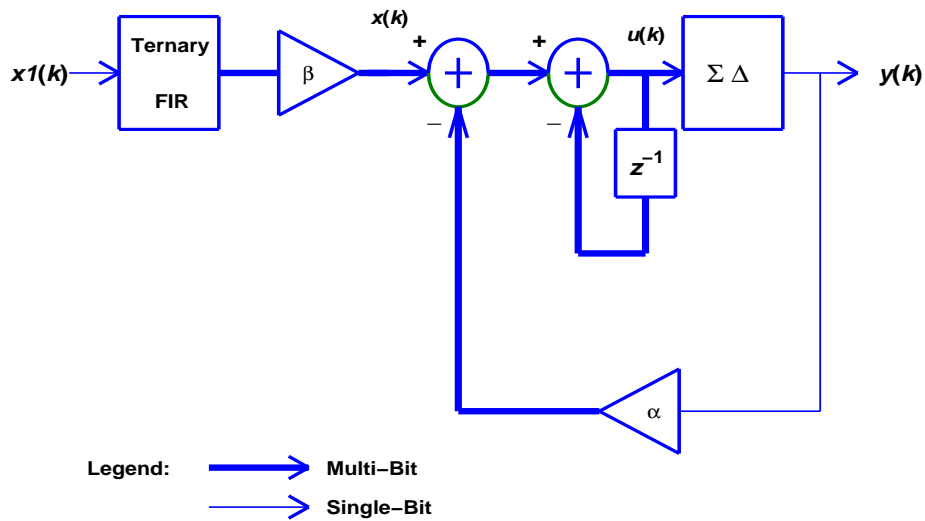 x1(k)
Ternary
FIR
β
x(k)
+
+
−
+
+
−
u(k)
z⁻¹
Σ Δ
y(k)
α
Legend:
Multi−Bit
Single−Bit